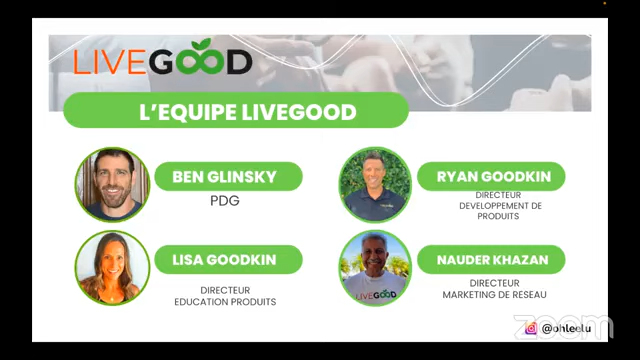 LIVEGOOD
L'EQUIPE LIVEGOOD
BEN GLINSKY
PDG
RYAN GOODKIN
DIRECTEUR
DEVELOPPEMENT DE
PRODUITS
LISA GOODKIN
DIRECTEUR
EDUCATION PRODUITS
NAUDER KHAZAN
DIRECTEUR
MARKETING DE RESEAU
LIVEGOOD
zoom
@ohleelu